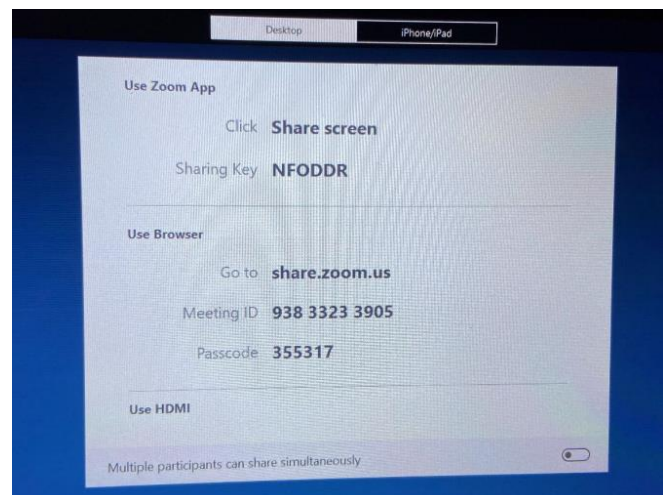 Desktop iPhone/iPad
Use Zoom App
Click Share screen
Sharing Key NFODDR
Use Browser
Go to share.zoom.us
Meeting ID 938 3323 3905
Passcode 355317
Use HDMI
Multiple participants can share simultaneously